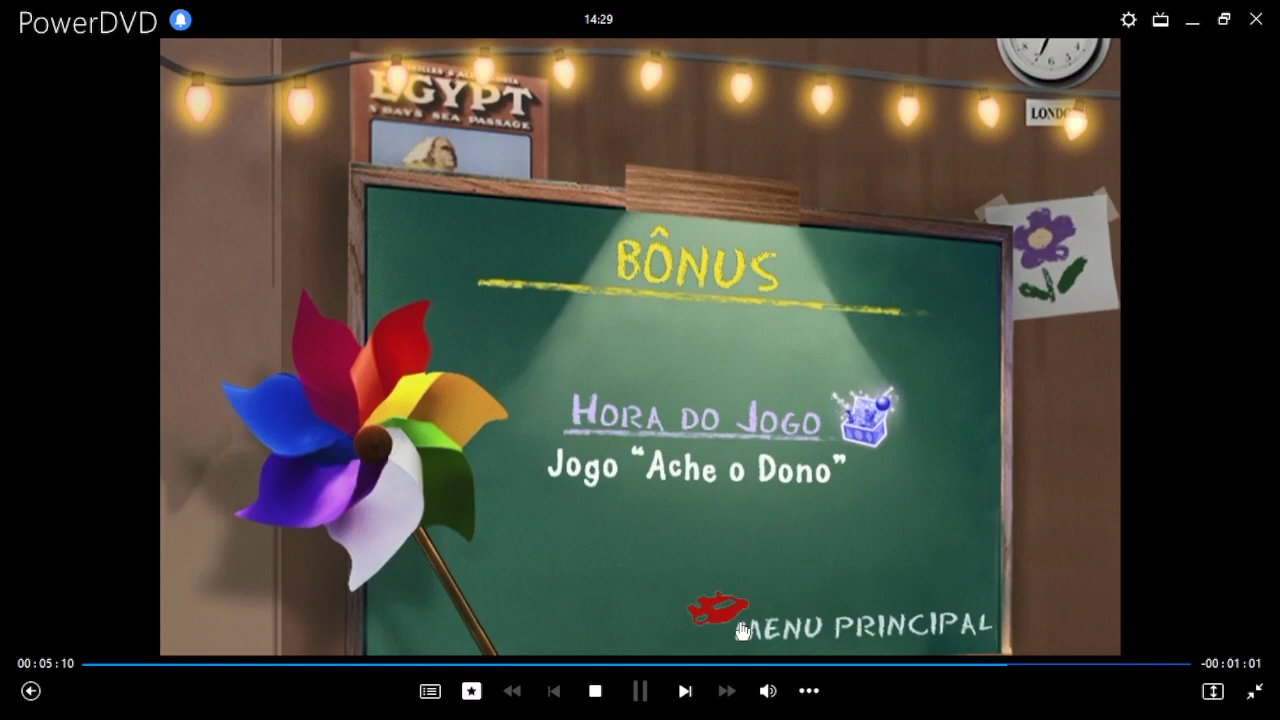 PowerDVD
14:29
EGYPT
5 DAYS SEA PASSAGE
LONDO
BÔNUS
HORA DO JOGO
Jogo “Ache o Dono”
MENU PRINCIPAL
00:05:10
-00:01:01